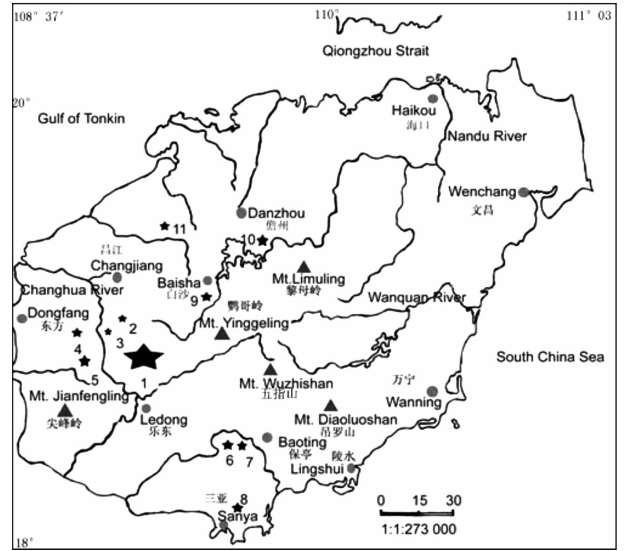 108° 37'
110°
111° 03
Qiongzhou Strait
20°
Gulf of Tonkin
Haikou
海口
Nandu River
Wenchang
文昌
Danzhou
儋州
11
10
昌江
Changjiang
Baisha
白沙
9
Mt.Limuling
黎母岭
Changhua River
鹦哥岭
Wanquan River
Dongfang
东方
2
3
Mt. Yinggeling
4
5
1
South China Sea
Mt. Jianfengling
尖峰岭
Mt. Wuzhishan
五指山
万宁
Wanning
Ledong
乐东
Mt. Diaoluoshan
吊罗山
6
7
Baoting
保亭
陵水
Lingshui
三亚
8
Sanya
0 15 30
1:1:273 000
18°